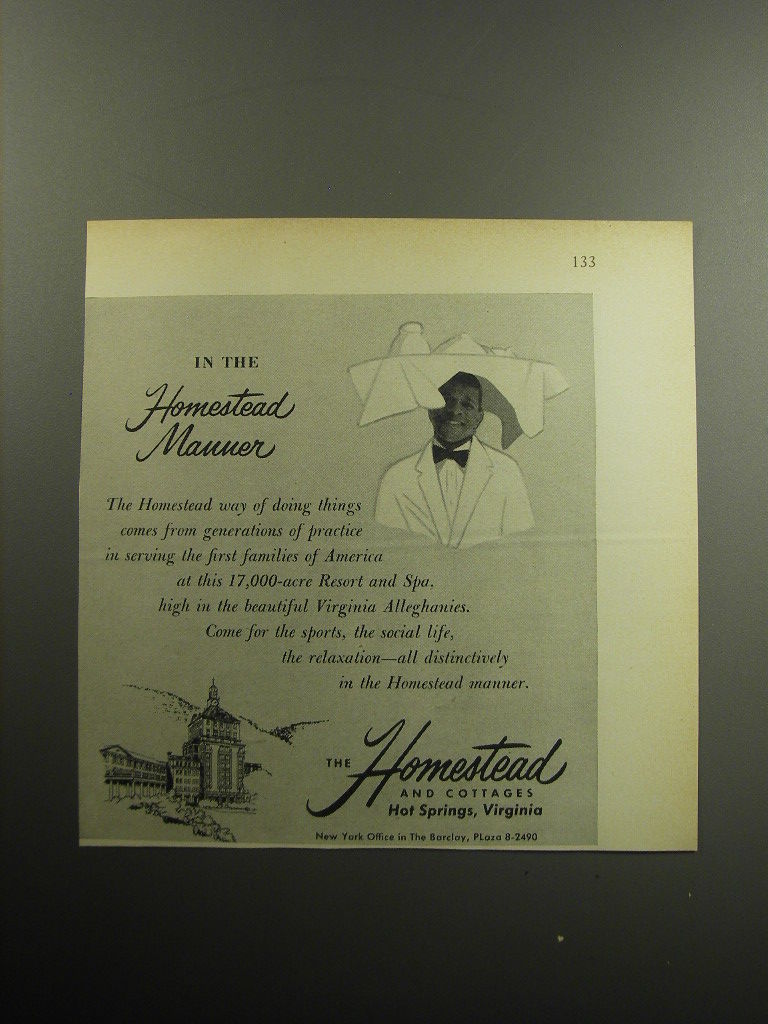 133
IN THE
Homestead
Manner
The Homestead way of doing things
comes from generations of practice
in serving the first families of America
at this 17,000-acre Resort and Spa.
high in the beautiful Virginia Alleghanies.
Come for the sports, the social life,
the relaxation—all distinctively
in the Homestead manner.
THE Homestead
AND COTTAGES
Hot Springs, Virginia
New York Office in The Barclay, PLaza 8-2490